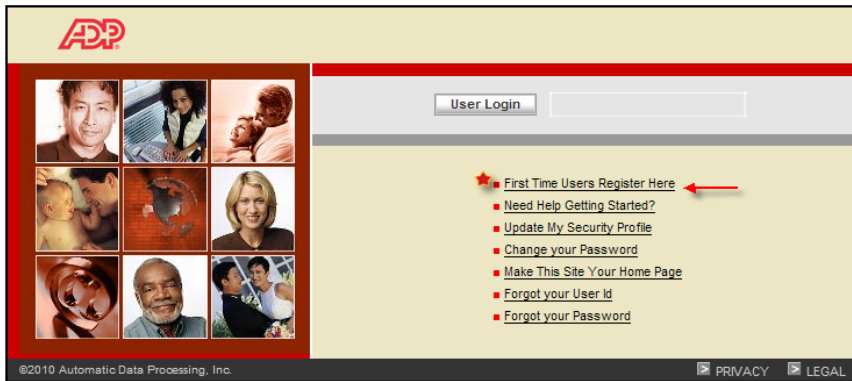 ADP
User Login
First Time Users Register Here
Need Help Getting Started?
Update My Security Profile
Change your Password
Make This Site Your Home Page
Forgot your User Id
Forgot your Password
©2010 Automatic Data Processing, Inc.
PRIVACY LEGAL